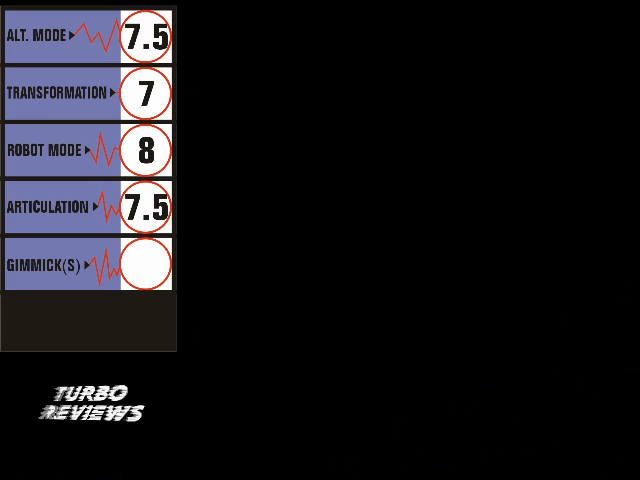 ALT. MODE 7.5
TRANSFORMATION 7
ROBOT MODE 8
ARTICULATION 7.5
GIMMICK(S)
TURBO
REVIEWS